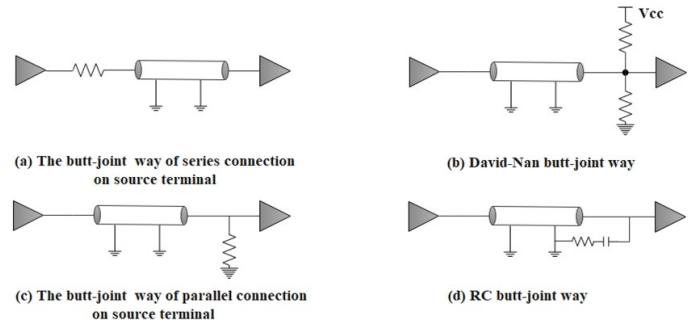 Vcc
(a) The butt-joint way of series connection
on source terminal
(b) David-Nan butt-joint way
(c) The butt-joint way of parallel connection
on source terminal
(d) RC butt-joint way